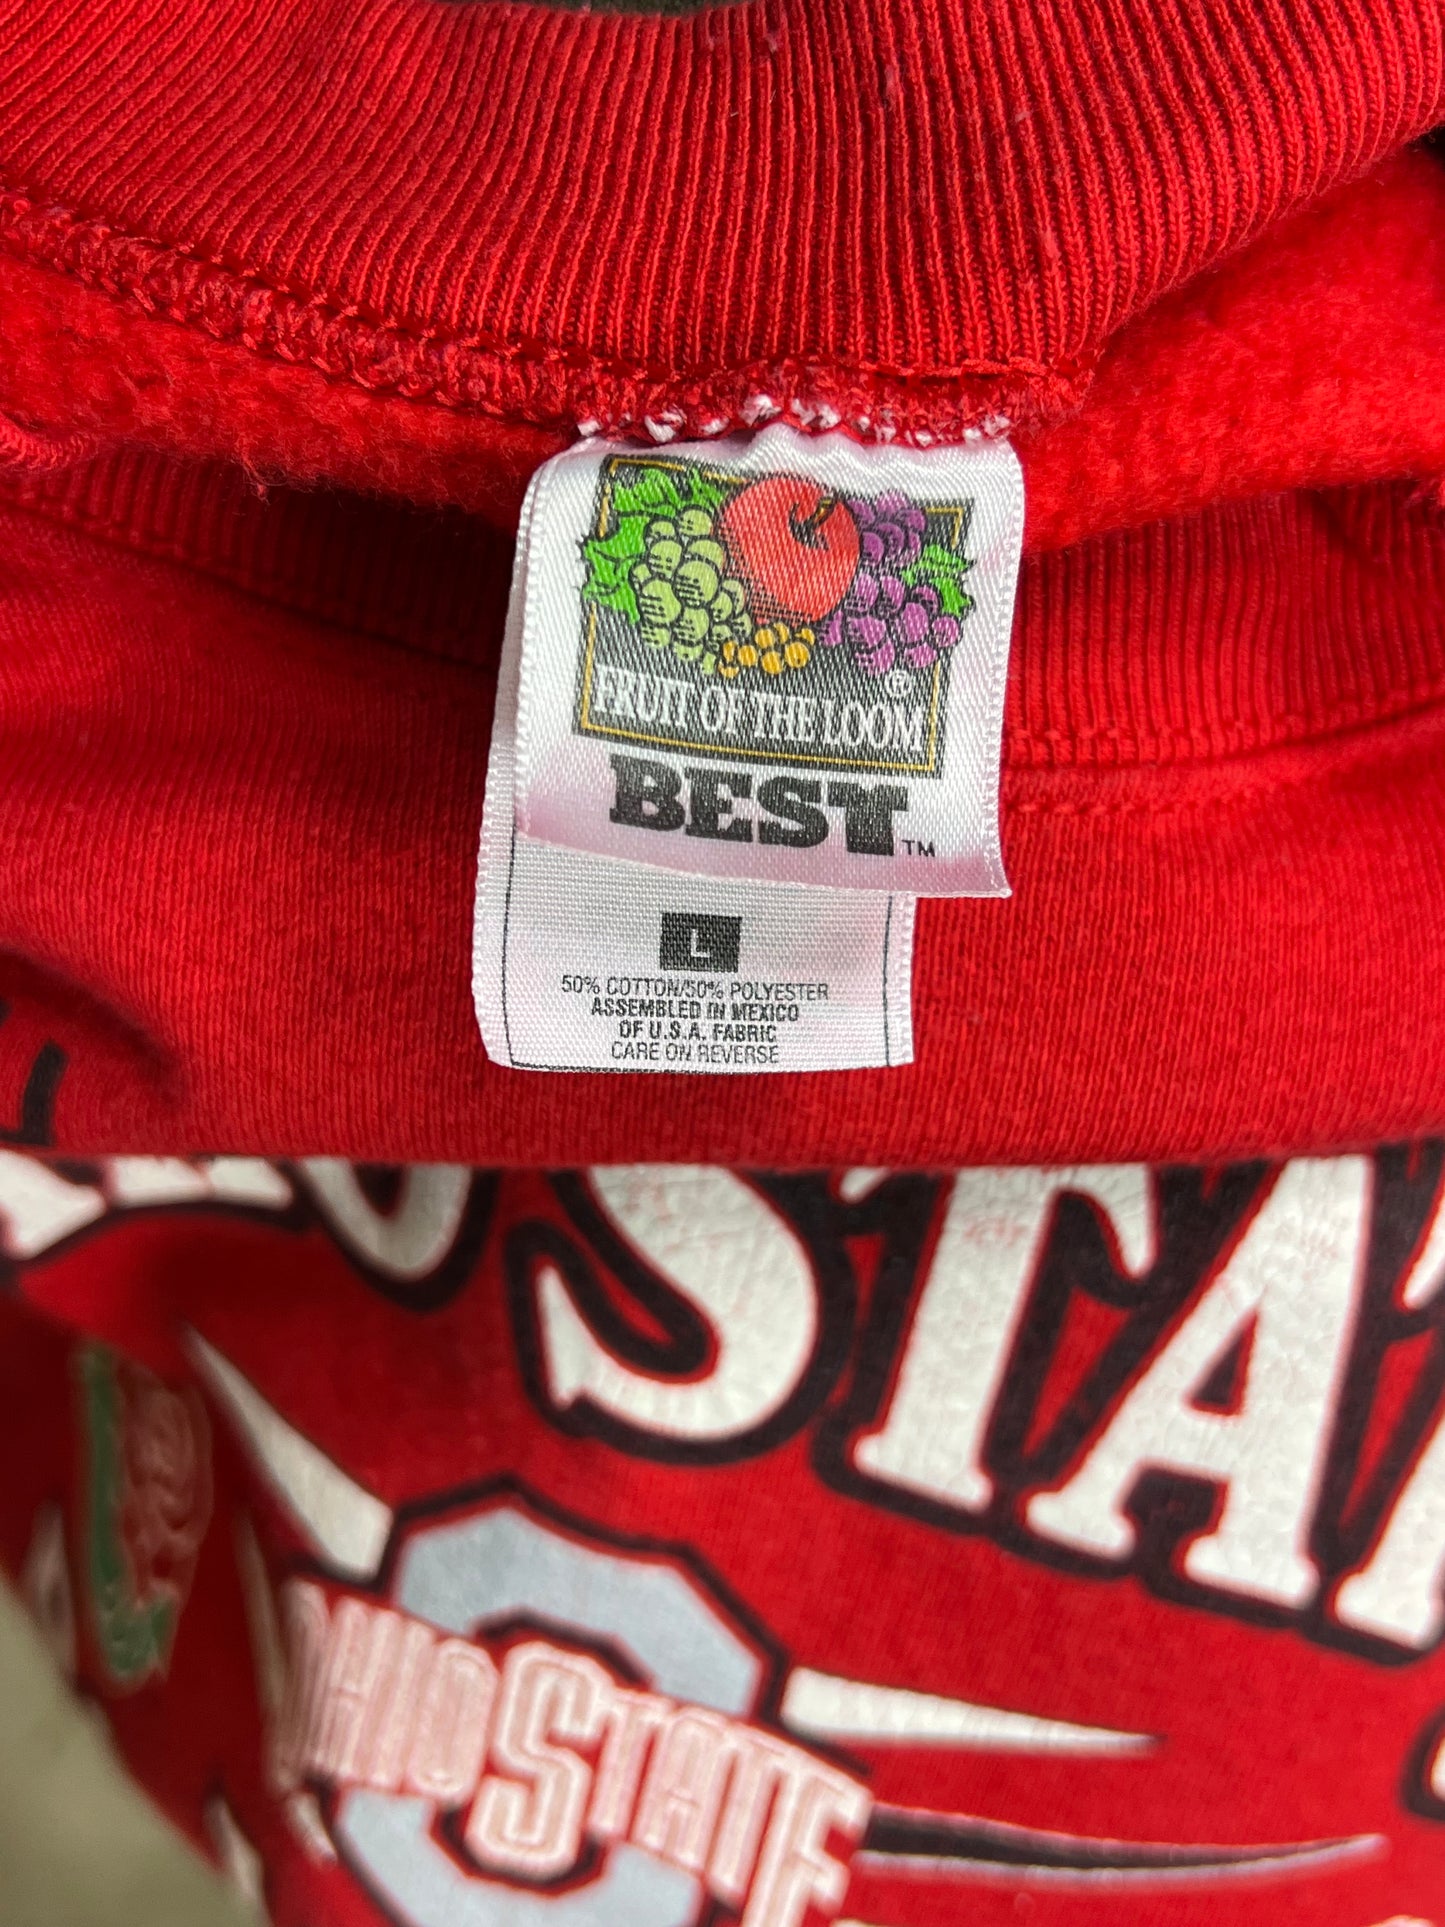 FRUIT OF THE LOOM®
BEST™
L
50% COTTON/50% POLYESTER
ASSEMBLED IN MEXICO
OF U.S.A. FABRIC
CARE ON REVERSE
OHIO STATE